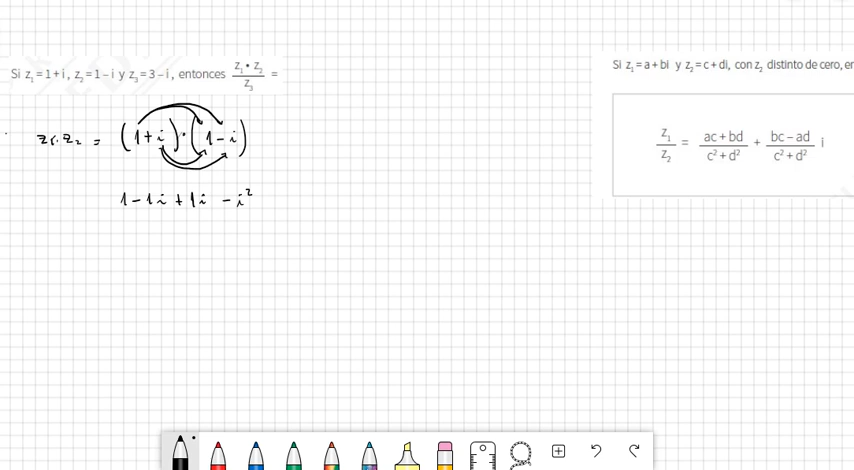 Si z₁ = 1 + i, z₂ = 1 – i y z₃ = 3 – i, entonces z₁ • z₂ / z₃ =
z₁·z₂ = (1+i)·(1-i)
1 - 1i + 1i - i²
Si z₁ = a + bi y z₂ = c + di, con z₂ distinto de cero, en
z₁ / z₂ = ac + bd / c² + d² + bc – ad / c² + d² i